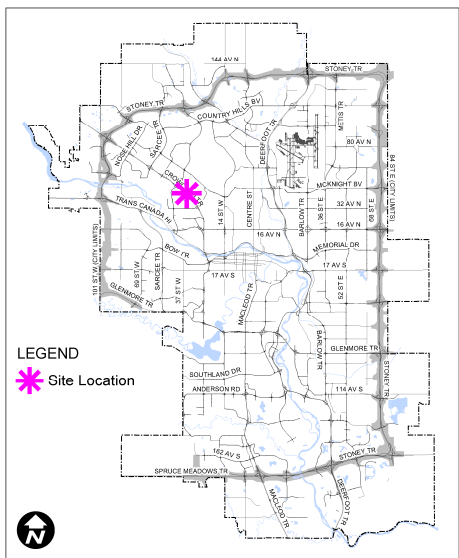 144 AV N
STONEY TR
STONEY TR
COUNTRY HILLS BV
NOSE HILL DR
SARCEE TR
DEERFOOT TR
METIS TR
80 AV N
84 ST E (CITY LIMITS)
MCKNIGHT BV
TRANS CANADA HI
14 ST W
CENTRE ST
BARLOW TR
36 ST E
32 AV N
68 ST E
16 AV N
16 AV N
101 ST W (CITY LIMITS)
BOW TR
MEMORIAL DR
69 ST W
SARCEE TR
37 ST W
17 AV S
17 AV S
52 ST E
GLENMORE TR
MACLEOD TR
BARLOW TR
GLENMORE TR
STONEY TR
LEGEND
Site Location
SOUTHLAND DR
ANDERSON RD
114 AV S
162 AV S
STONEY TR
SPRUCE MEADOWS TR
MACLEOD TR
DEERFOOT TR
N